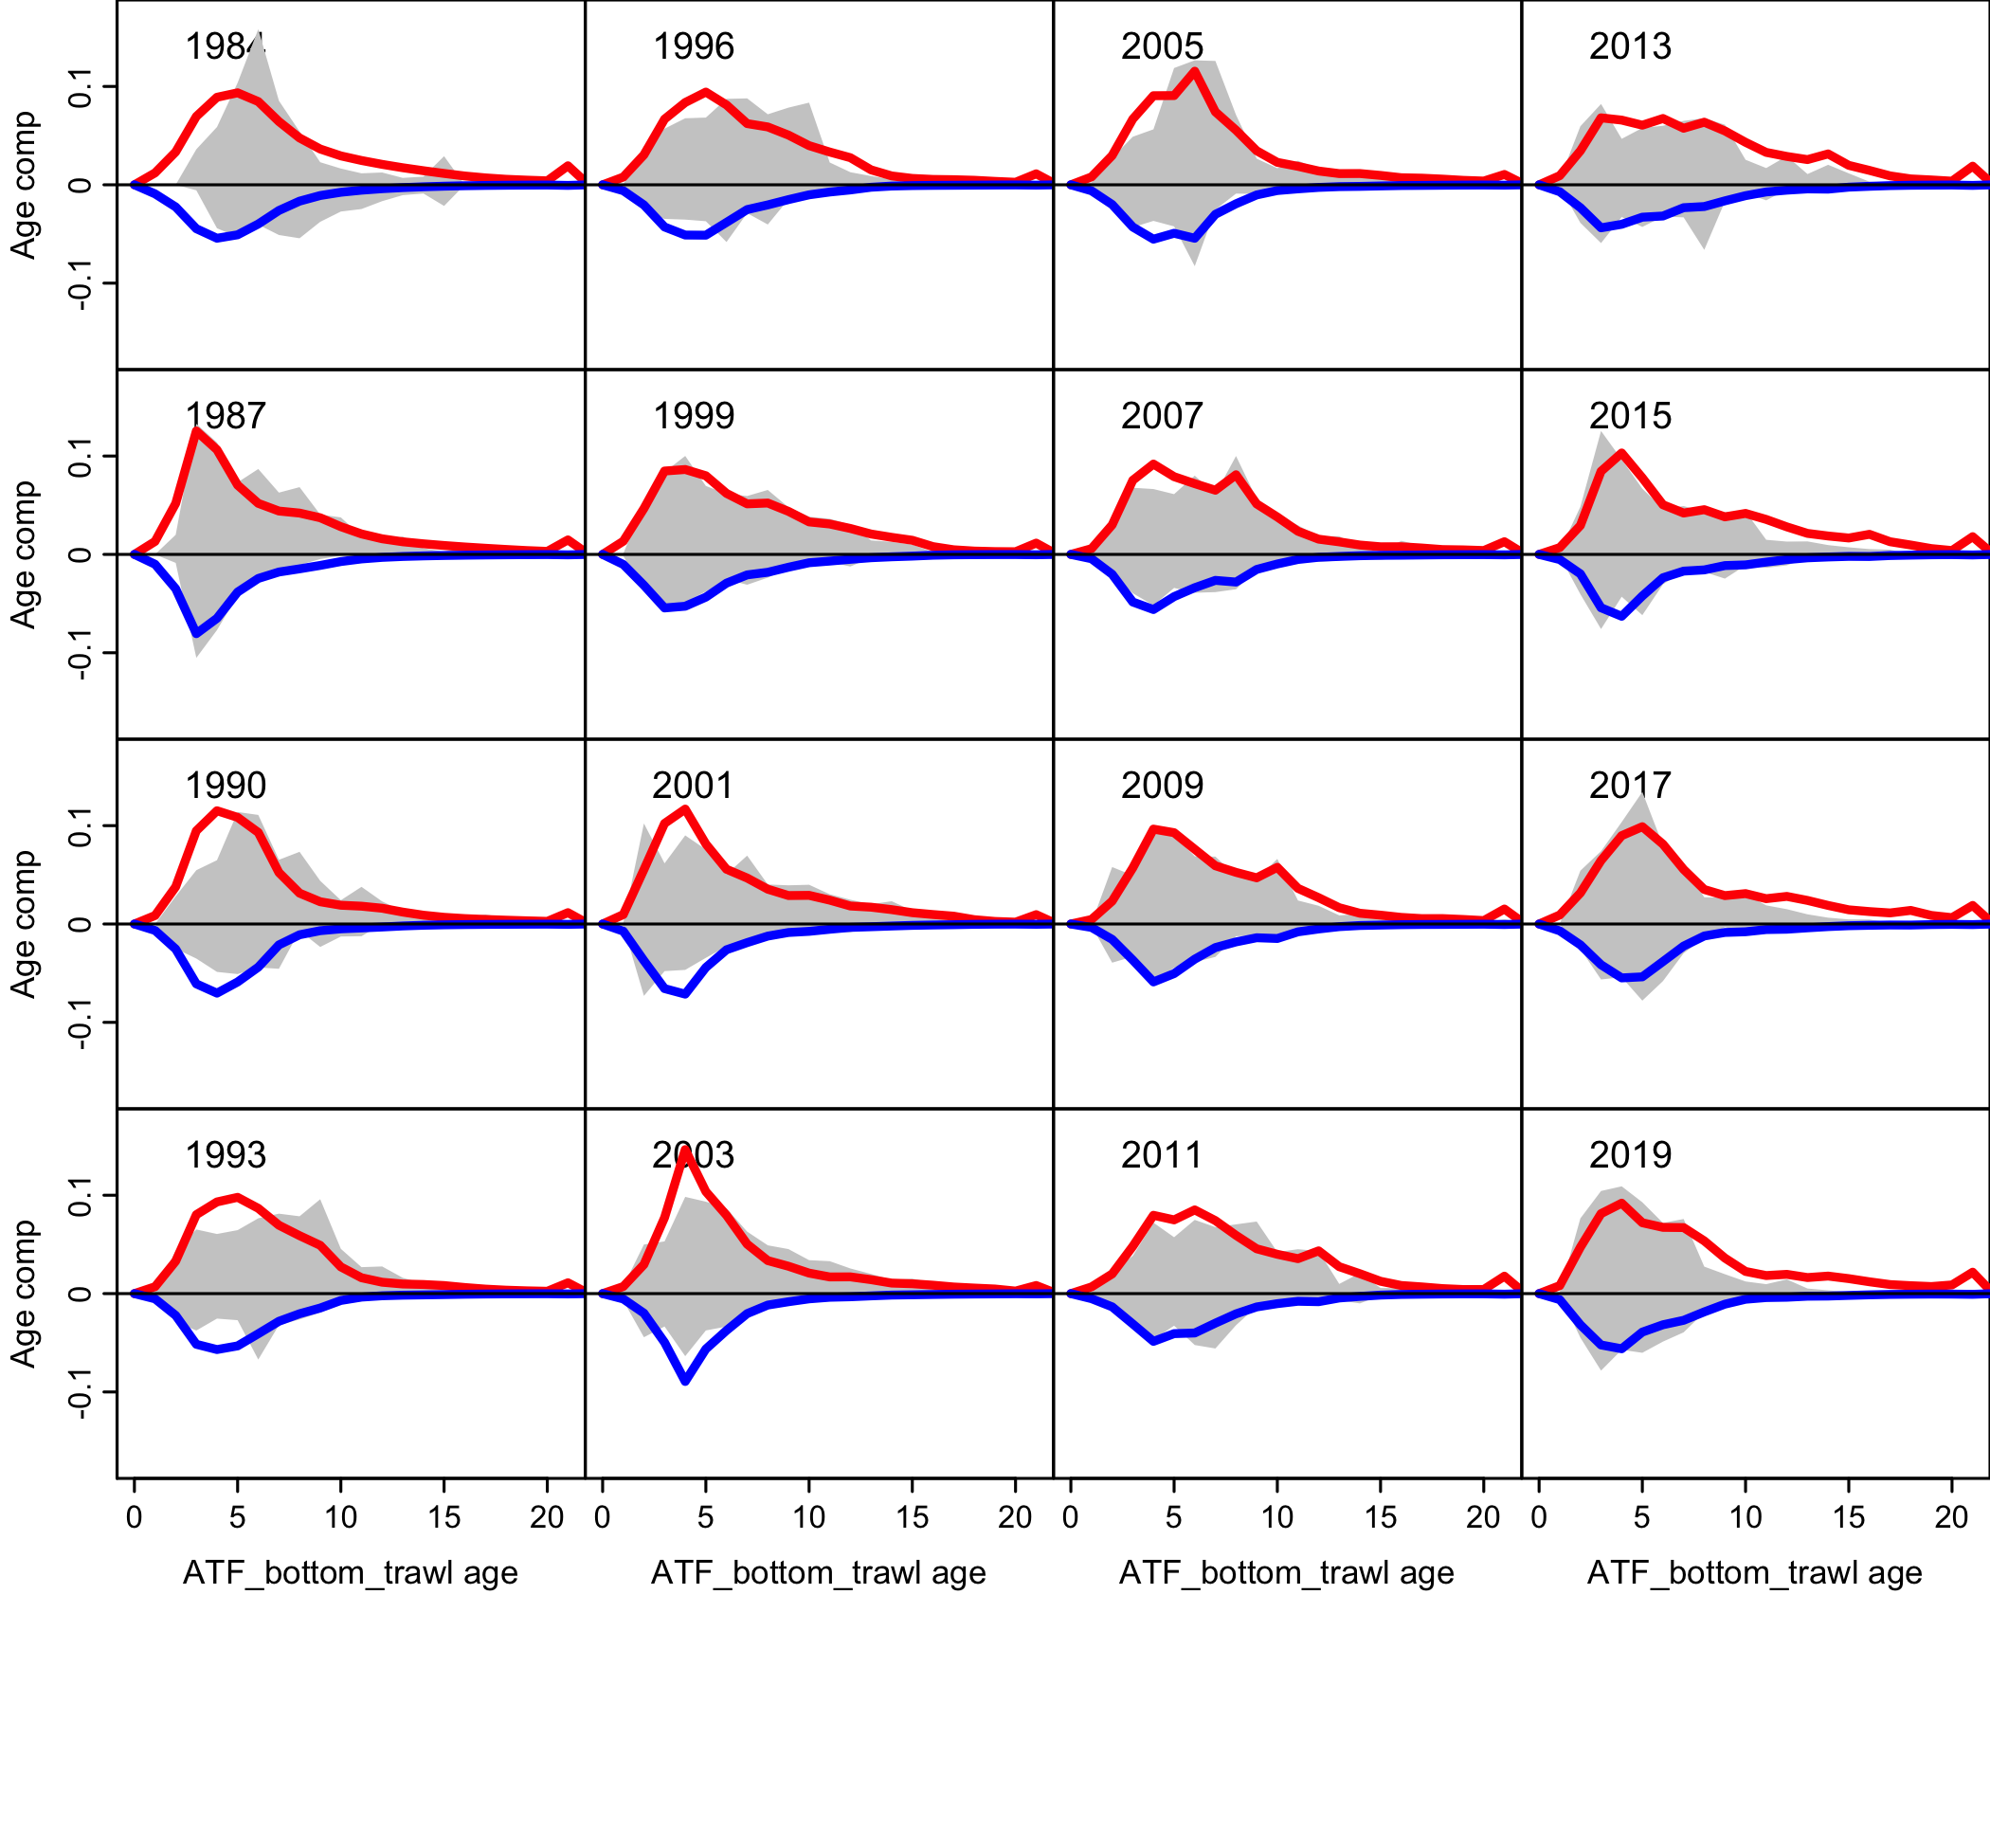 1984 1996 2005 2013
Age comp
-0.1 0 0.1
1987 1999 2007 2015
Age comp
-0.1 0 0.1
1990 2001 2009 2017
Age comp
-0.1 0 0.1
1993 2003 2011 2019
Age comp
-0.1 0 0.1
0 5 10 15 20 0 5 10 15 20 0 5 10 15 20 0 5 10 15 20
ATF_bottom_trawl age ATF_bottom_trawl age ATF_bottom_trawl age ATF_bottom_trawl age